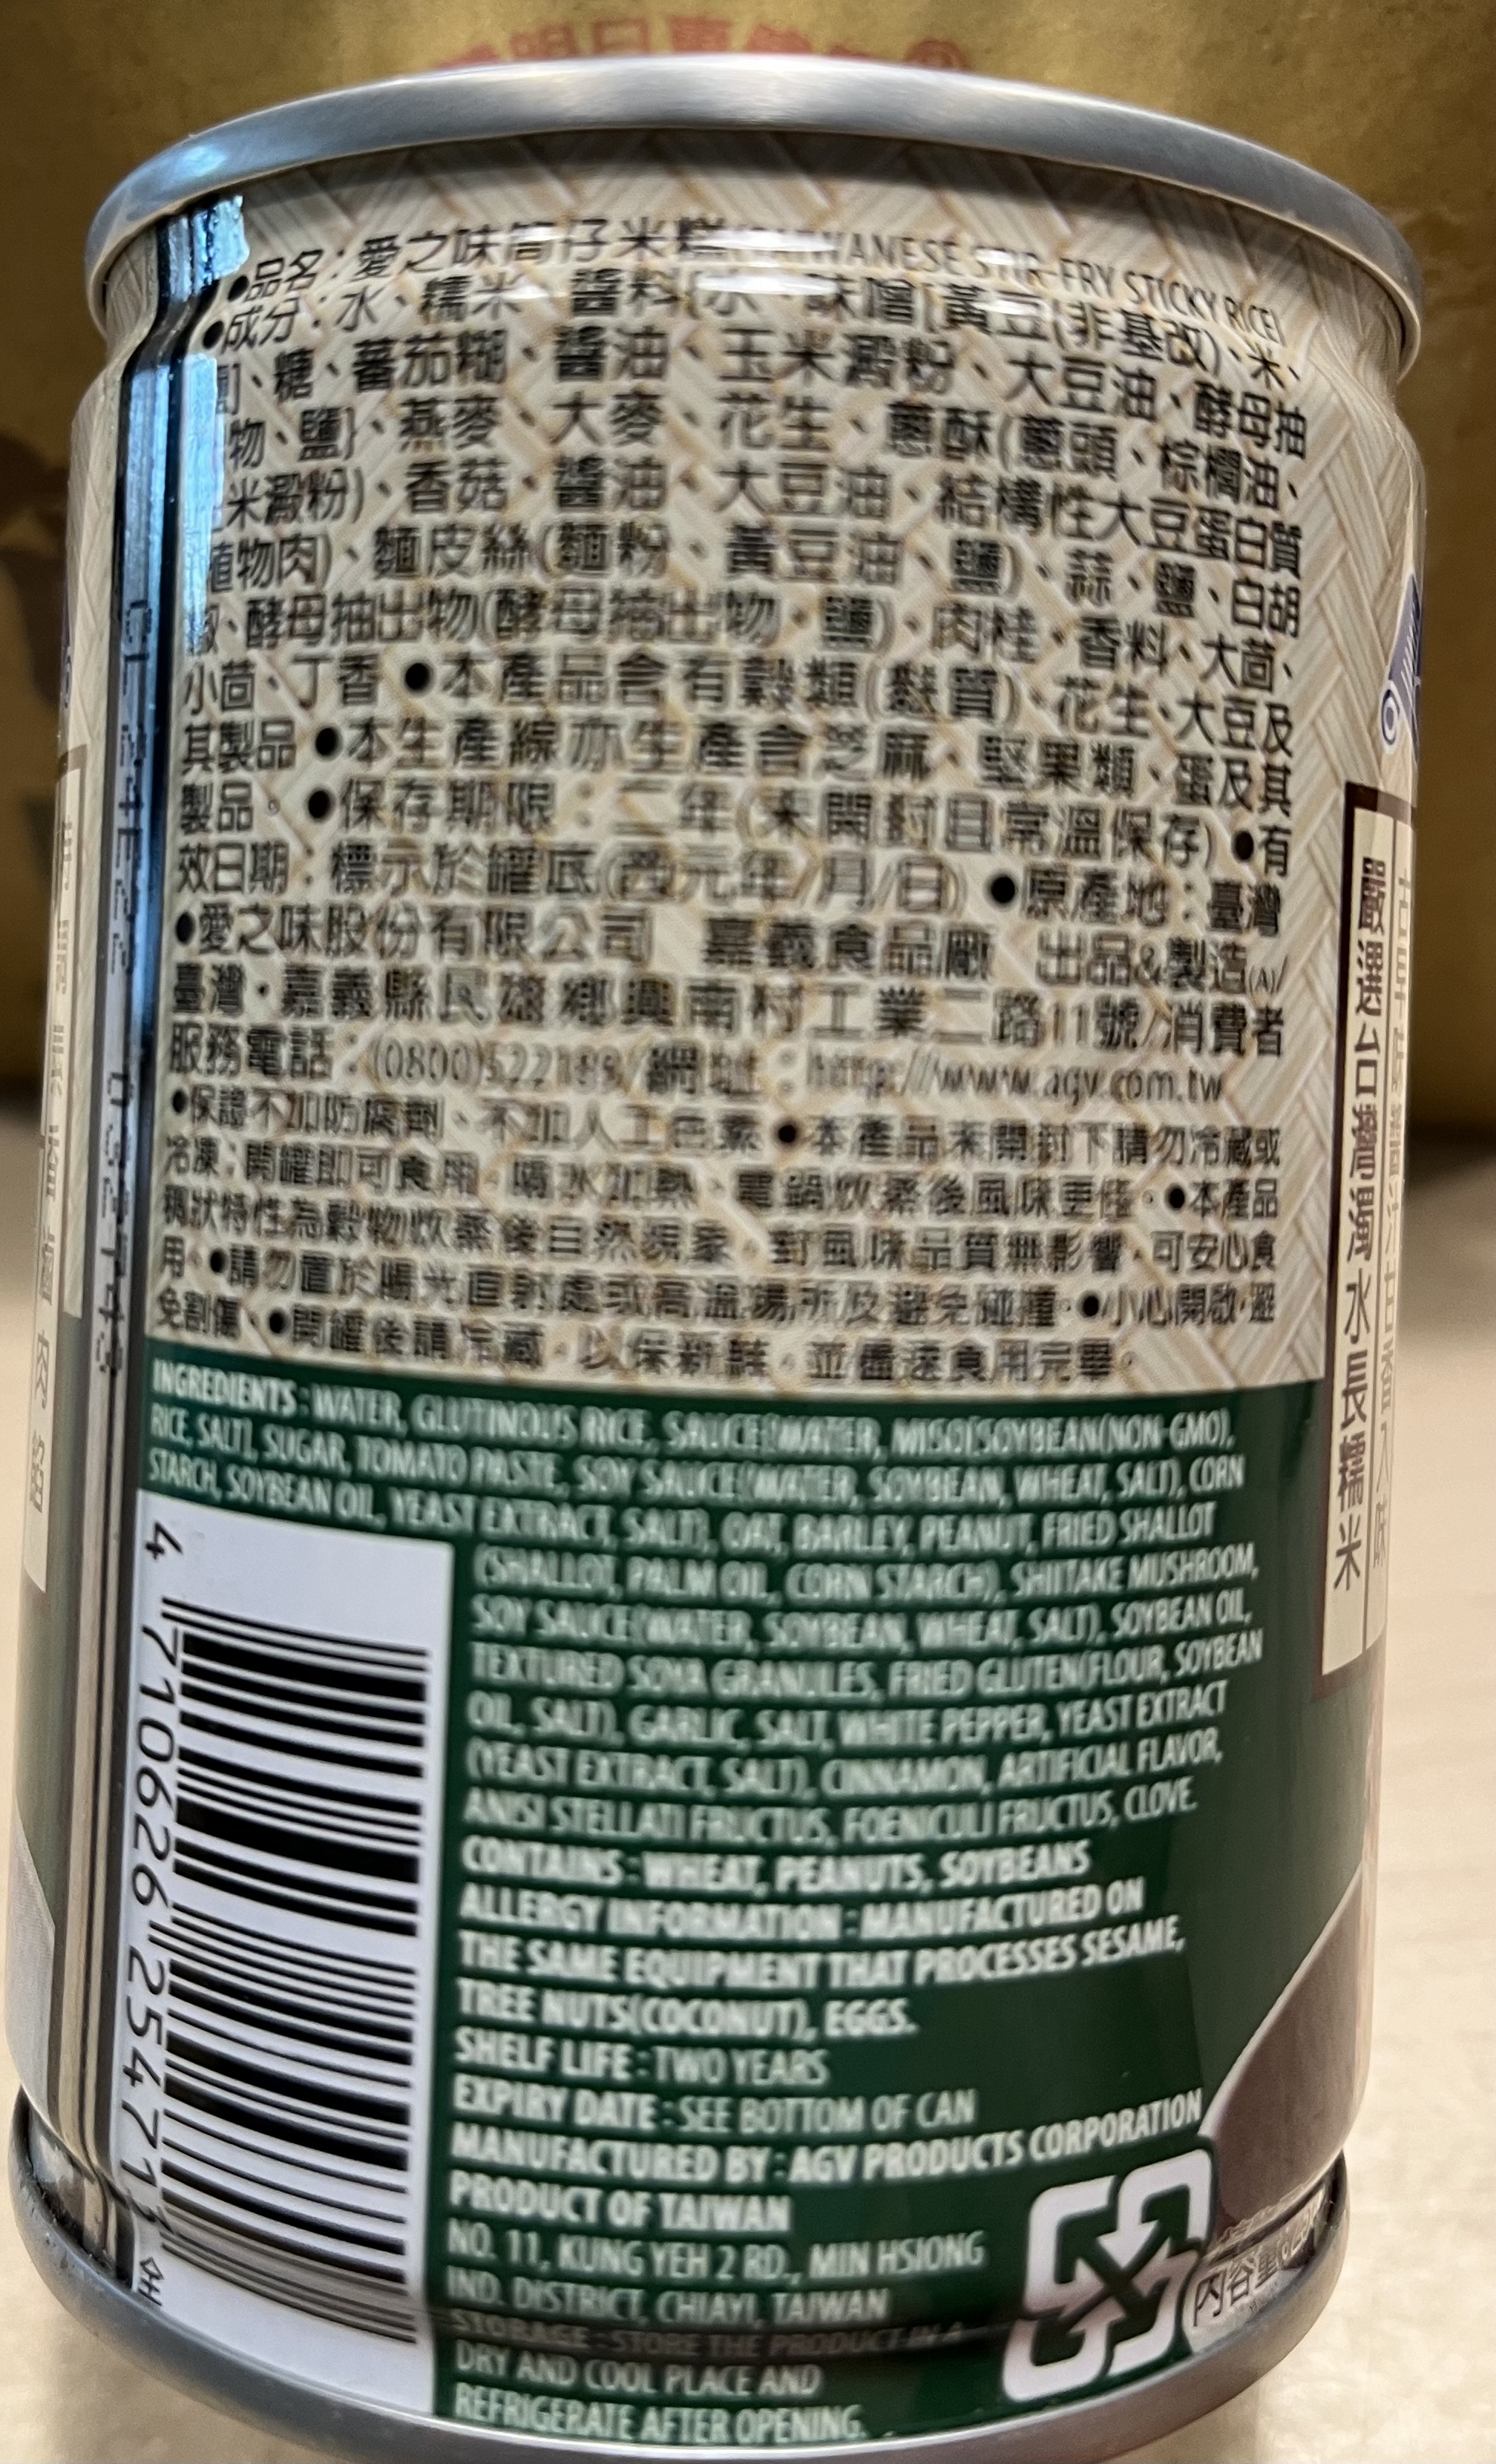 ●品名：愛之味筒仔米糕(TAIWANESE STIR-FRY STICKY RICE)
●成分：水、糯米、醬料{水、味噌[黃豆(非基改)、米、
、糖、蕃茄糊、醬油、玉米澱粉、大豆油、酵母抽
物、鹽}、燕麥、大麥、花生、蔥酥(蔥頭、棕櫚油、
米澱粉)、香菇、醬油、大豆油、結構性大豆蛋白質
植物肉)、麵皮絲(麵粉、黃豆油、鹽)、蒜、鹽、白胡
椒、酵母抽出物(酵母抽出物、鹽)、肉桂、香料、大茴、
小茴、丁香 ●本產品含有穀類(麩質)、花生、大豆及
其製品 ●本生產線亦生產含芝麻、堅果類、蛋及其
製品。 ●保存期限：二年(未開封且常溫保存) ●有
效日期：標示於罐底(西元年/月/日) ●原產地：臺灣
●愛之味股份有限公司 嘉義食品廠 出品&製造(A)/
臺灣・嘉義縣民雄鄉興南村工業二路11號/消費者
服務電話：(0800)522189/網址：http://www.agv.com.tw
●保證不加防腐劑、不加人工色素 ●本產品未開封下請勿冷藏或
冷凍；開罐即可食用，隔水加熱、電鍋炊蒸後風味更佳。●本產品
稠狀特性為穀物炊蒸後自然現象，對風味品質無影響，可安心食
用。●請勿置於陽光直射處或高溫場所及避免碰撞。●小心開啟，避
免割傷。●開罐後請冷藏，以保新鮮，並儘速食用完畢。
INGREDIENTS：WATER, GLUTINOUS RICE, SAUCE{WATER, MISO[SOYBEAN(NON-GMO),
RICE, SALT], SUGAR, TOMATO PASTE, SOY SAUCE(WATER, SOYBEAN, WHEAT, SALT), CORN
STARCH, SOYBEAN OIL, YEAST EXTRACT, SALT}, OAT, BARLEY, PEANUT, FRIED SHALLOT
(SHALLOT, PALM OIL, CORN STARCH), SHIITAKE MUSHROOM,
SOY SAUCE(WATER, SOYBEAN, WHEAT, SALT), SOYBEAN OIL,
TEXTURED SOYA GRANULES, FRIED GLUTEN(FLOUR, SOYBEAN
OIL, SALT), GARLIC, SALT, WHITE PEPPER, YEAST EXTRACT
(YEAST EXTRACT, SALT), CINNAMON, ARTIFICIAL FLAVOR,
ANISI STELLATI FRUCTUS, FOENICULI FRUCTUS, CLOVE.
CONTAINS：WHEAT, PEANUTS, SOYBEANS
ALLERGY INFORMATION：MANUFACTURED ON
THE SAME EQUIPMENT THAT PROCESSES SESAME,
TREE NUTS(COCONUT), EGGS.
SHELF LIFE：TWO YEARS
EXPIRY DATE：SEE BOTTOM OF CAN
MANUFACTURED BY：AGV PRODUCTS CORPORATION
PRODUCT OF TAIWAN
NO. 11, KUNG YEH 2 RD., MIN HSIONG
IND. DISTRICT, CHIAYI, TAIWAN
STORAGE：STORE THE PRODUCT IN A
DRY AND COOL PLACE AND
REFRIGERATE AFTER OPENING.
4 710626 254713
嚴選台灣濁水長糯米
內容量